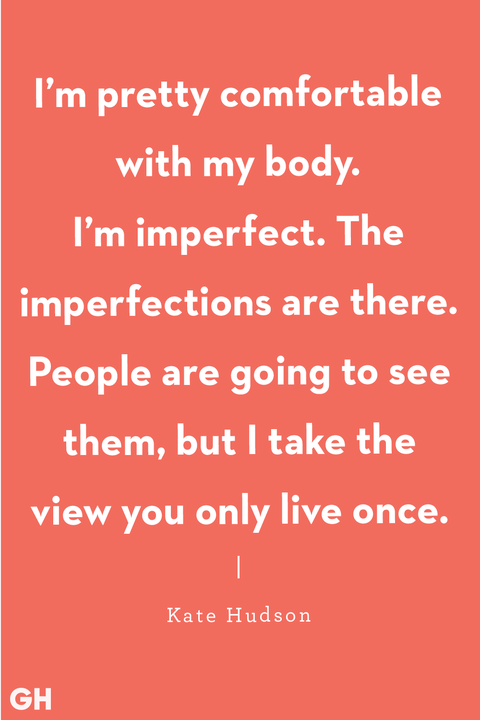 I’m pretty comfortable
with my body.
I’m imperfect. The
imperfections are there.
People are going to see
them, but I take the
view you only live once.
Kate Hudson
GH